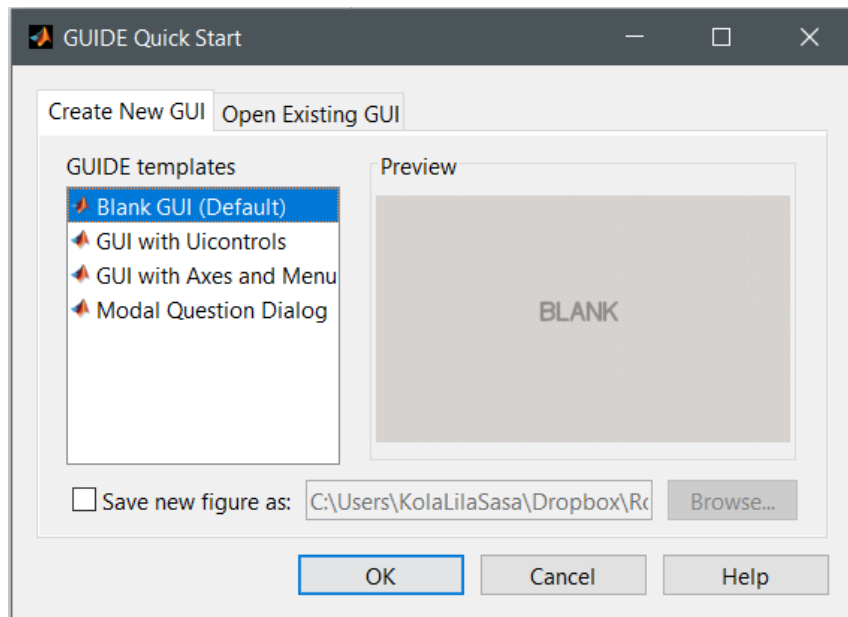 GUIDE Quick Start
Create New GUI
Open Existing GUI
GUIDE templates
Blank GUI (Default)
GUI with Uicontrols
GUI with Axes and Menu
Modal Question Dialog
Preview
BLANK
Save new figure as:
C:\Users\KolaLilaSasa\Dropbox\Ro
Browse...
OK
Cancel
Help